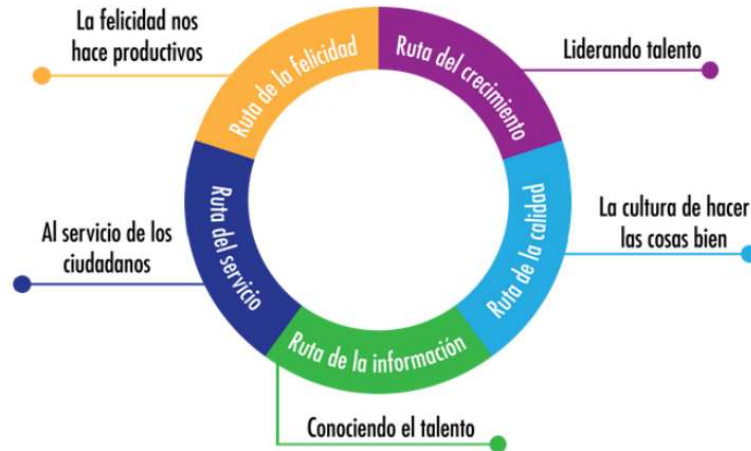 La felicidad nos
hace productivos
Ruta de la felicidad
Ruta del crecimiento
Liderando talento
Al servicio de los
ciudadanos
Ruta del servicio
Ruta de la calidad
La cultura de hacer
las cosas bien
Ruta de la información
Conociendo el talento